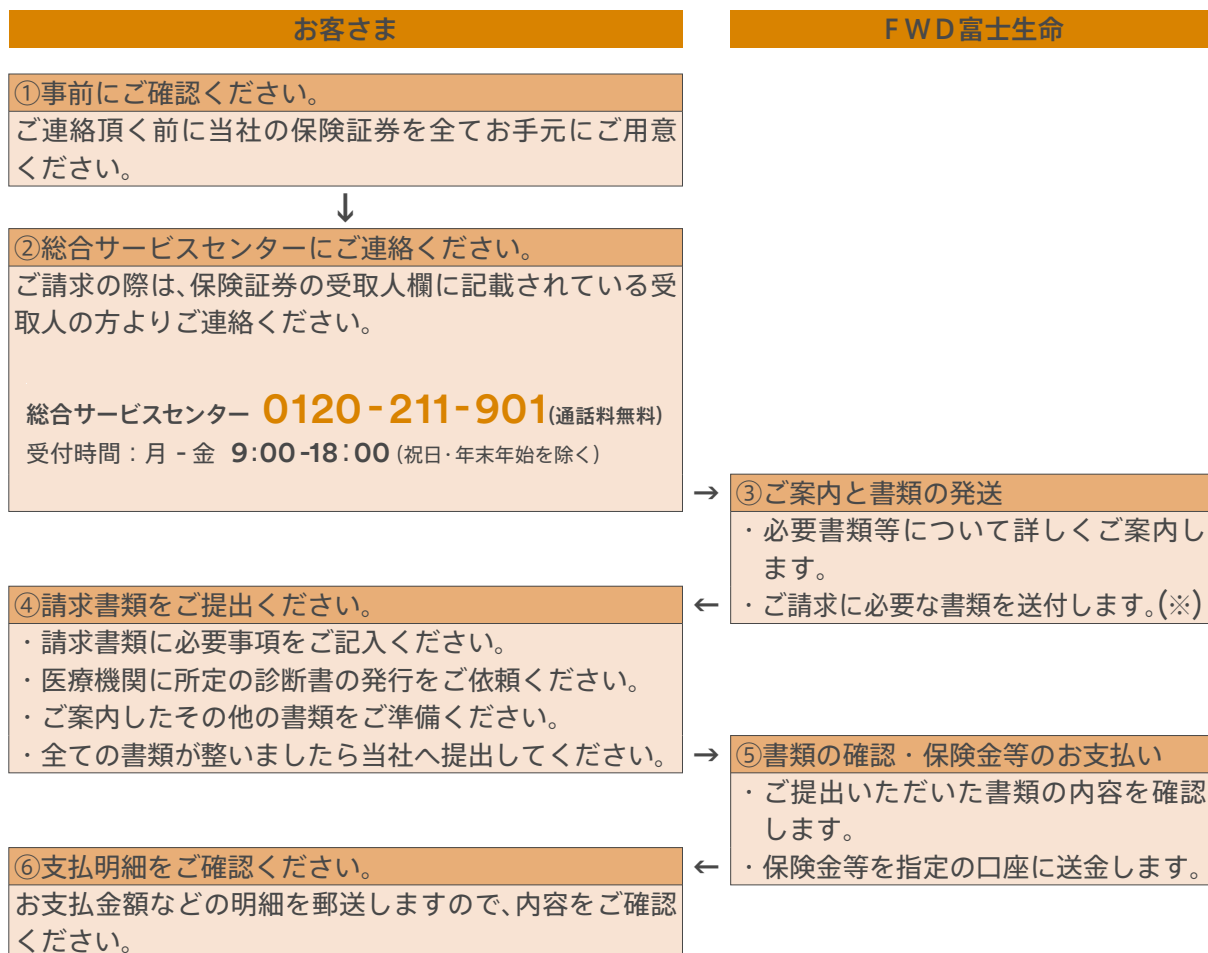 お客さま
FWD富士生命
①事前にご確認ください。
ご連絡頂く前に当社の保険証券を全てお手元にご用意
ください。
↓
②総合サービスセンターにご連絡ください。
ご請求の際は、保険証券の受取人欄に記載されている受
取人の方よりご連絡ください。
総合サービスセンター 0120-211-901(通話料無料)
受付時間：月-金 9:00-18:00(祝日・年末年始を除く)
→
③ご案内と書類の発送
・必要書類等について詳しくご案内し
ます。
・ご請求に必要な書類を送付します。(※)
←
④請求書類をご提出ください。
・請求書類に必要事項をご記入ください。
・医療機関に所定の診断書の発行をご依頼ください。
・ご案内したその他の書類をご準備ください。
・全ての書類が整いましたら当社へ提出してください。
→
⑤書類の確認・保険金等のお支払い
・ご提出いただいた書類の内容を確認
します。
・保険金等を指定の口座に送金します。
←
⑥支払明細をご確認ください。
お支払金額などの明細を郵送しますので、内容をご確認
ください。